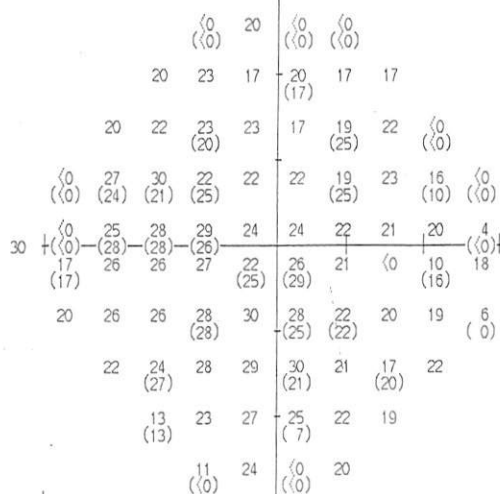 <0 20 <0 <0
(<0) (<0) (<0)
20 23 17 20 17 17
(17)
20 22 23 23 17 19 22 <0
(20) (25) (<0)
<0 27 30 22 22 22 19 23 16 <0
(<0) (24) (21) (25) (25) (10) (<0)
<0 25 28 29 24 24 22 21 20 4
30 (<0) (28) (28) (26) (<0)
17 26 26 27 22 26 21 <0 10 18
(17) (25) (29) (16)
20 26 26 28 30 28 22 20 19 6
(28) (25) (22) ( 0)
22 24 28 29 30 21 17 22
(27) (21) (20)
13 23 27 25 22 19
(13) ( 7)
11 24 <0 20
(<0) (<0)